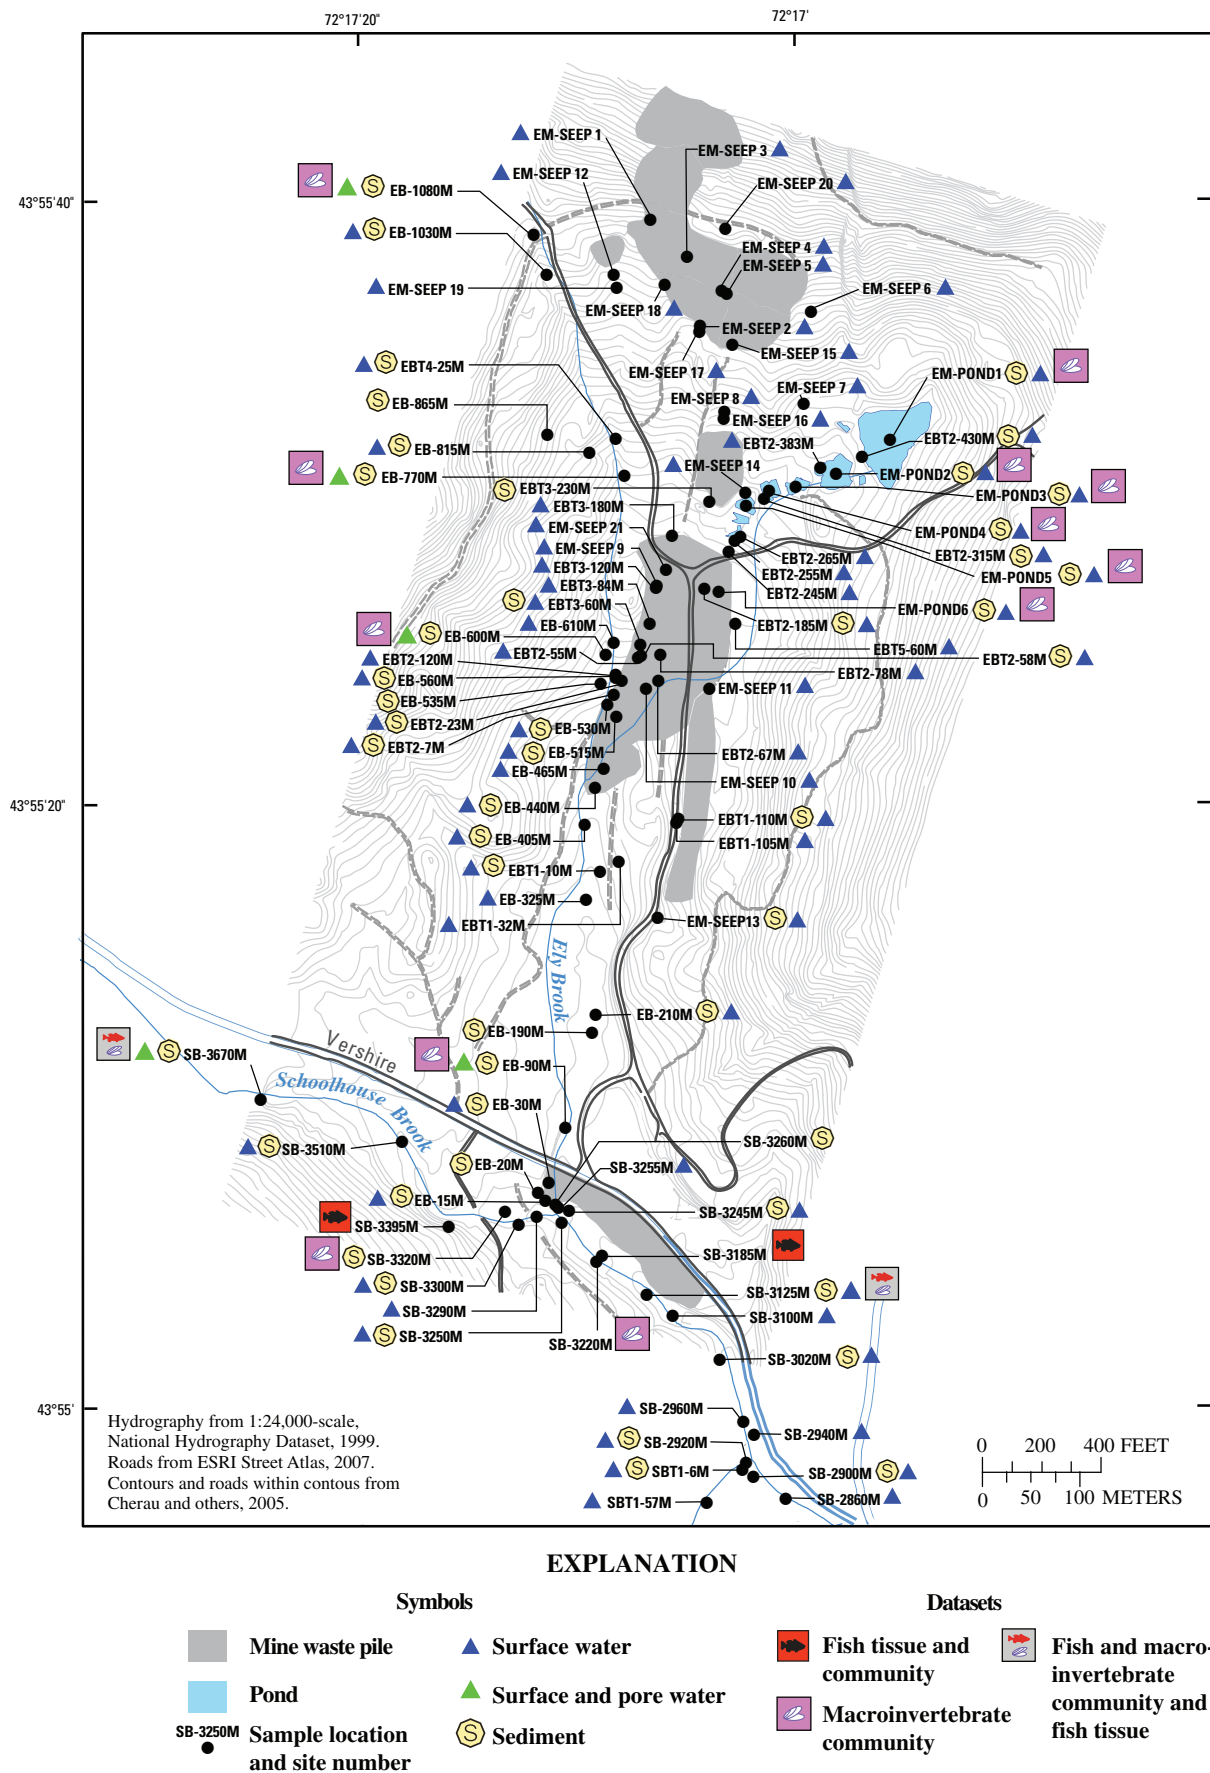 72°17'20"
72°17'
EM-SEEP 1
EM-SEEP 3
EM-SEEP 12
EM-SEEP 20
EB-1080M
43°55'40"
EB-1030M
EM-SEEP 4
EM-SEEP 5
EM-SEEP 19
EM-SEEP 6
EM-SEEP 18
EM-SEEP 2
EM-SEEP 15
EBT4-25M
EM-SEEP 17
EM-POND1
EM-SEEP 7
EM-SEEP 8
EB-865M
EM-SEEP 16
EBT2-430M
EBT2-383M
EB-815M
EM-SEEP 14
EM-POND2
EB-770M
EBT3-230M
EM-POND3
EBT3-180M
EM-SEEP 21
EM-POND4
EM-SEEP 9
EBT2-315M
EBT2-265M
EBT3-120M
EBT2-255M
EM-POND5
EBT3-84M
EBT2-245M
EBT3-60M
EM-POND6
EB-610M
EBT2-185M
EB-600M
EBT5-60M
EBT2-55M
EBT2-58M
EBT2-120M
EBT2-78M
EB-560M
EM-SEEP 11
EB-535M
EBT2-23M
EB-530M
EBT2-7M
EB-515M
EBT2-67M
EB-465M
EM-SEEP 10
43°55'20"
EB-440M
EBT1-110M
EB-405M
EBT1-105M
EBT1-10M
EB-325M
EBT1-32M
EM-SEEP13
Ely Brook
EB-210M
EB-190M
Vershire
SB-3670M
EB-90M
Schoolhouse Brook
EB-30M
SB-3260M
SB-3510M
EB-20M
SB-3255M
EB-15M
SB-3245M
SB-3395M
SB-3320M
SB-3185M
SB-3300M
SB-3125M
SB-3290M
SB-3100M
SB-3250M
SB-3220M
SB-3020M
43°55'
Hydrography from 1:24,000-scale,
National Hydrography Dataset, 1999.
Roads from ESRI Street Atlas, 2007.
Contours and roads within contous from
Cherau and others, 2005.
SB-2960M
SB-2940M
SB-2920M
SBT1-6M
SB-2900M
SBT1-57M
SB-2860M
0 200 400 FEET
0 50 100 METERS
EXPLANATION
Symbols
Datasets
Mine waste pile
Surface water
Fish tissue and
community
Fish and macro-
invertebrate
community and
fish tissue
Pond
Surface and pore water
Macroinvertebrate
community
SB-3250M
Sample location
and site number
S Sediment